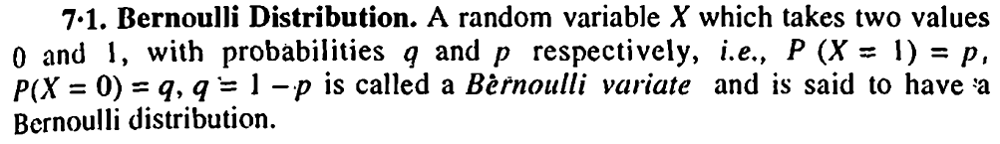 7·1. Bernoulli Distribution. A random variable X which takes two values
0 and 1, with probabilities q and p respectively, i.e., P (X = 1) = p,
P(X = 0) = q, q = 1 – p is called a Bernoulli variate and is said to have a
Bernoulli distribution.